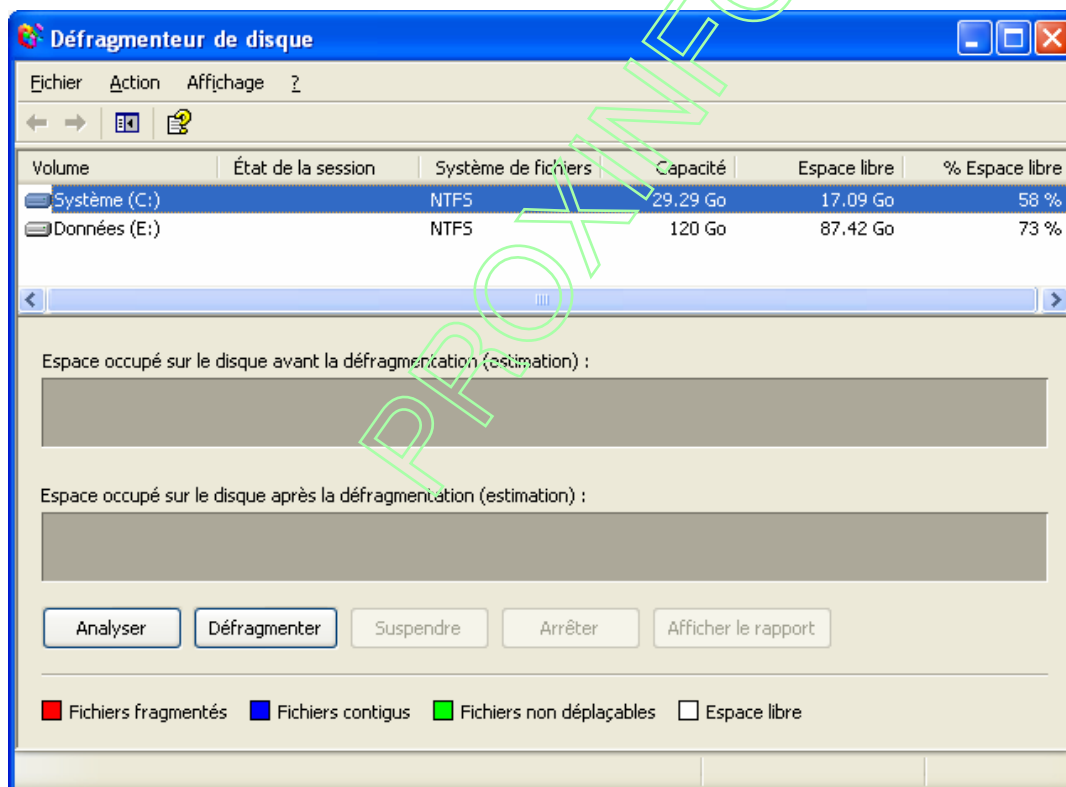 Défragmenteur de disque
Fichier Action Affichage ?
Volume État de la session Système de fichiers Capacité Espace libre % Espace libre
Système (C:) NTFS 29.29 Go 17.09 Go 58 %
Données (E:) NTFS 120 Go 87.42 Go 73 %
Espace occupé sur le disque avant la défragmentation (estimation) :
Espace occupé sur le disque après la défragmentation (estimation) :
Analyser Défragmenter Suspendre Arrêter Afficher le rapport
Fichiers fragmentés Fichiers contigus Fichiers non déplaçables Espace libre
PROXINFO